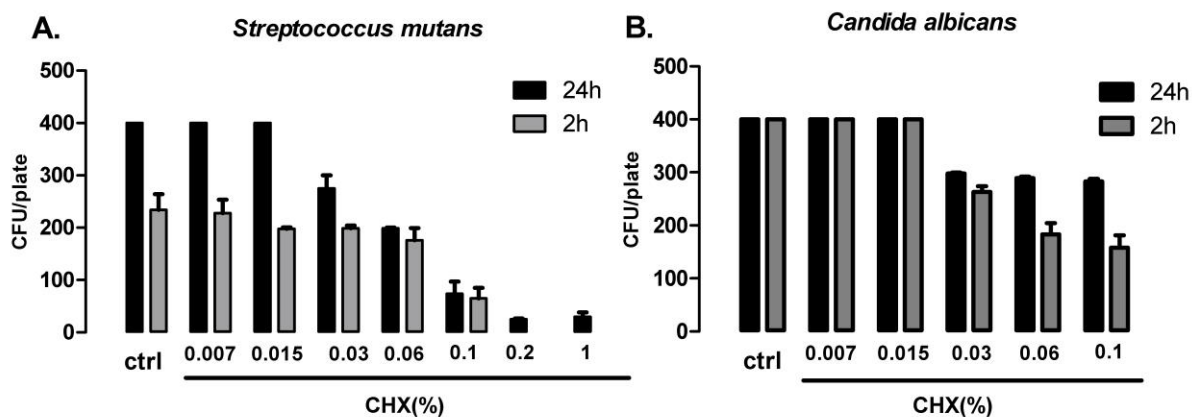 A.
Streptococcus mutans
500
400
300
200
100
0
CFU/plate
24h
2h
ctrl 0.007 0.015 0.03 0.06 0.1 0.2 1
CHX(%)
B.
Candida albicans
500
400
300
200
100
0
CFU/plate
24h
2h
ctrl 0.007 0.015 0.03 0.06 0.1
CHX(%)